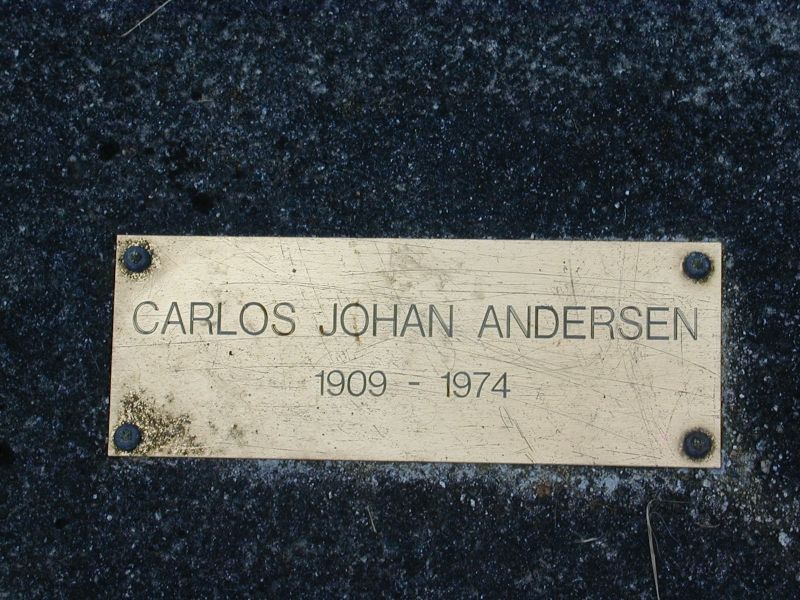 CARLOS JOHAN ANDERSEN
1909 - 1974